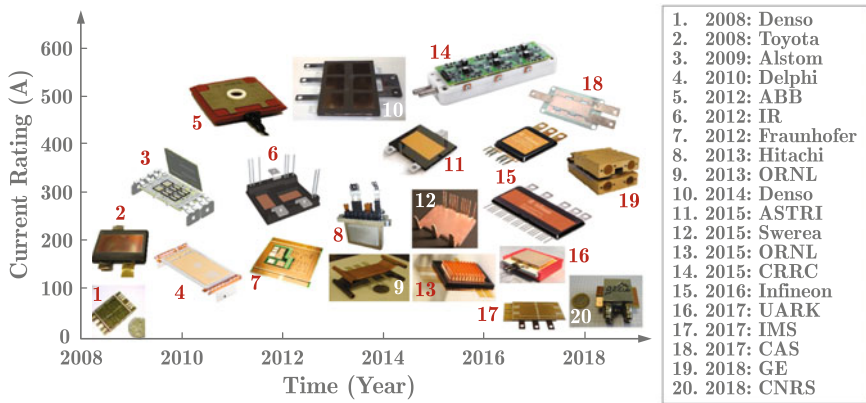 Current Rating (A)
600
500
400
300
200
100
0
2008
2010
2012
2014
2016
2018
Time (Year)
1
2
3
4
5
6
7
8
9
10
11
12
13
14
15
16
17
18
19
20
1. 2008: Denso
2. 2008: Toyota
3. 2009: Alstom
4. 2010: Delphi
5. 2012: ABB
6. 2012: IR
7. 2012: Fraunhofer
8. 2013: Hitachi
9. 2013: ORNL
10. 2014: Denso
11. 2015: ASTRI
12. 2015: Swerea
13. 2015: ORNL
14. 2015: CRRC
15. 2016: Infineon
16. 2017: UARK
17. 2017: IMS
18. 2017: CAS
19. 2018: GE
20. 2018: CNRS